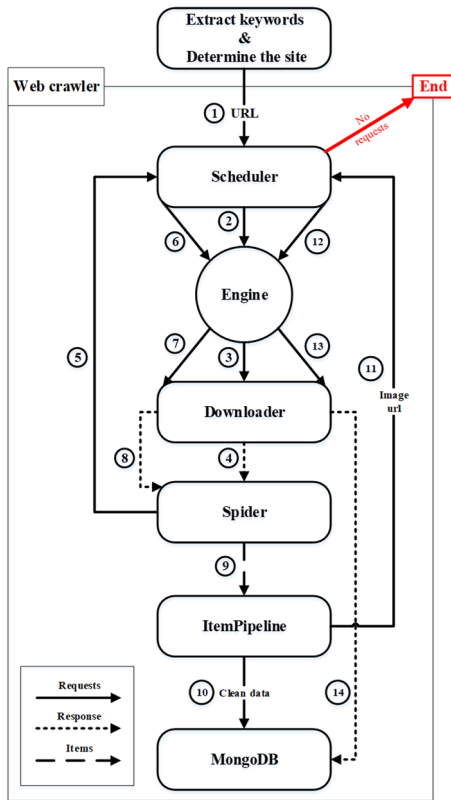 Extract keywords
&
Determine the site
Web crawler
End
① URL
No
requests
Scheduler
⑥
②
⑫
Engine
⑦
③
⑬
⑤
⑪
Image
url
Downloader
⑧
④
Spider
⑨
ItemPipeline
⑩ Clean data
⑭
Requests
Response
Items
MongoDB